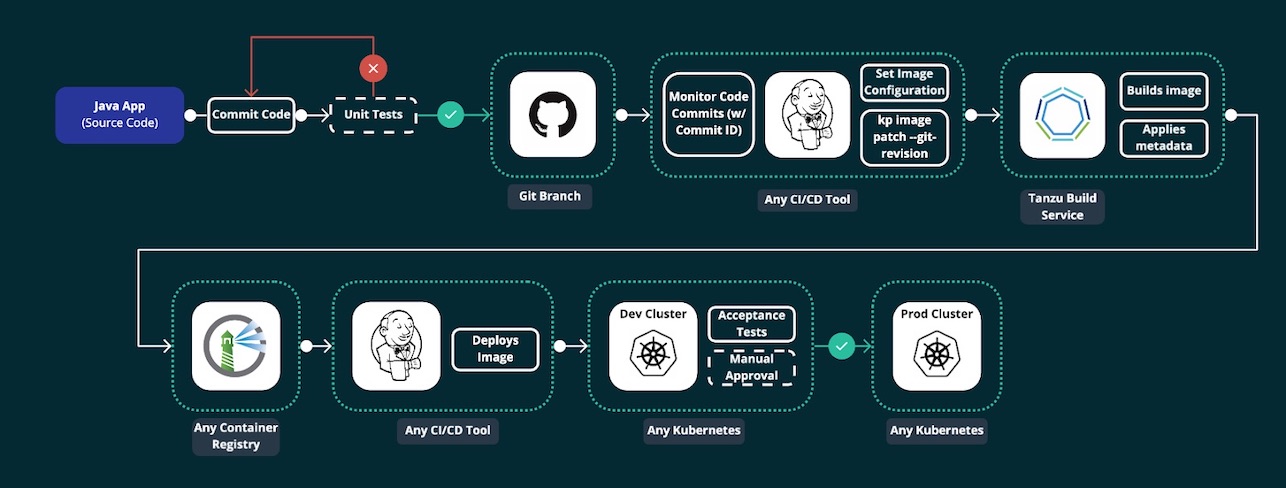 Java App
(Source Code)
Commit Code
Unit Tests
Git Branch
Monitor Code
Commits (w/
Commit ID)
Set Image
Configuration
kp image
patch --git-
revision
Any CI/CD Tool
Builds image
Applies
metadata
Tanzu Build
Service
Any Container
Registry
Deploys
Image
Any CI/CD Tool
Dev Cluster
Acceptance
Tests
Manual
Approval
Any Kubernetes
Prod Cluster
Any Kubernetes